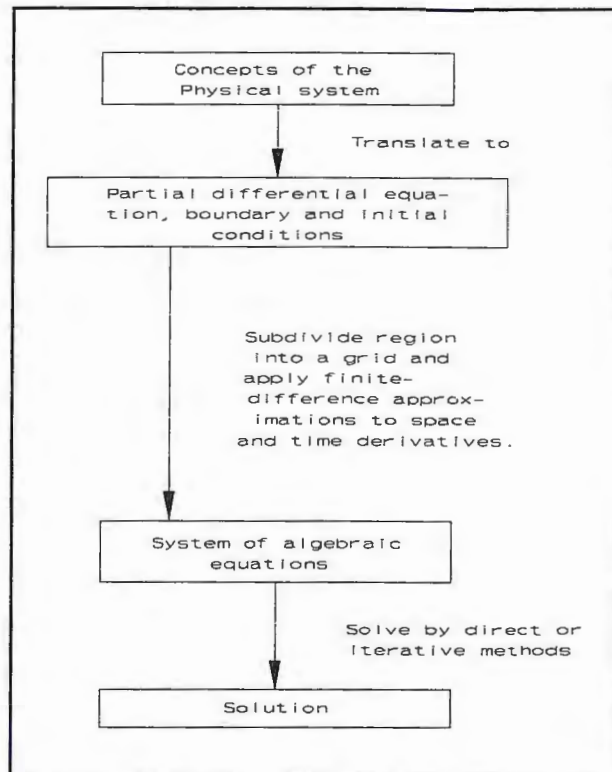 Concepts of the
Physical system
Translate to
Partial differential equa-
tion, boundary and initial
conditions
Subdivide region
into a grid and
apply finite-
difference approx-
imations to space
and time derivatives.
System of algebraic
equations
Solve by direct or
iterative methods
Solution